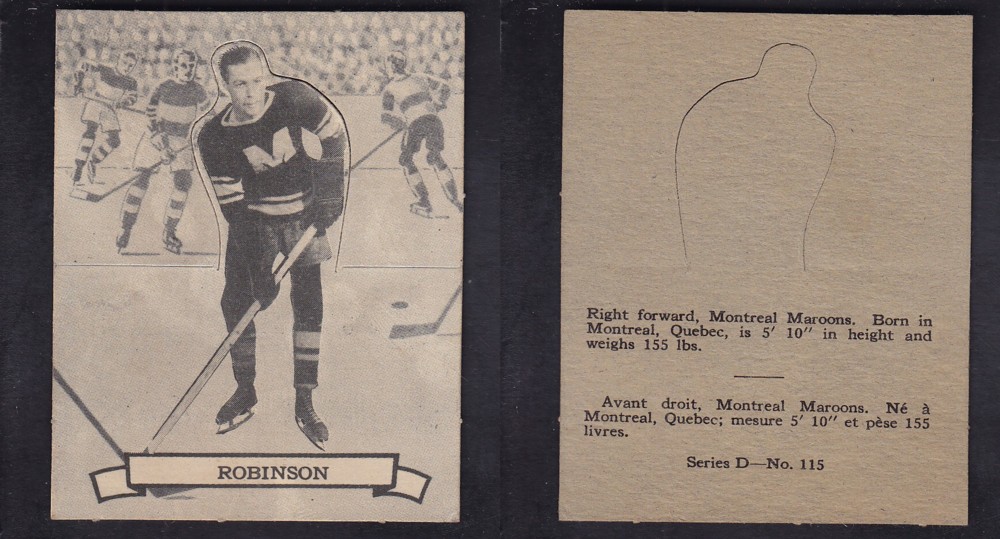 M
ROBINSON
Right forward, Montreal Maroons. Born in
Montreal, Quebec, is 5' 10" in height and
weighs 155 lbs.
Avant droit, Montreal Maroons. Né à
Montreal, Quebec; mesure 5' 10" et pèse 155
livres.
Series D—No. 115